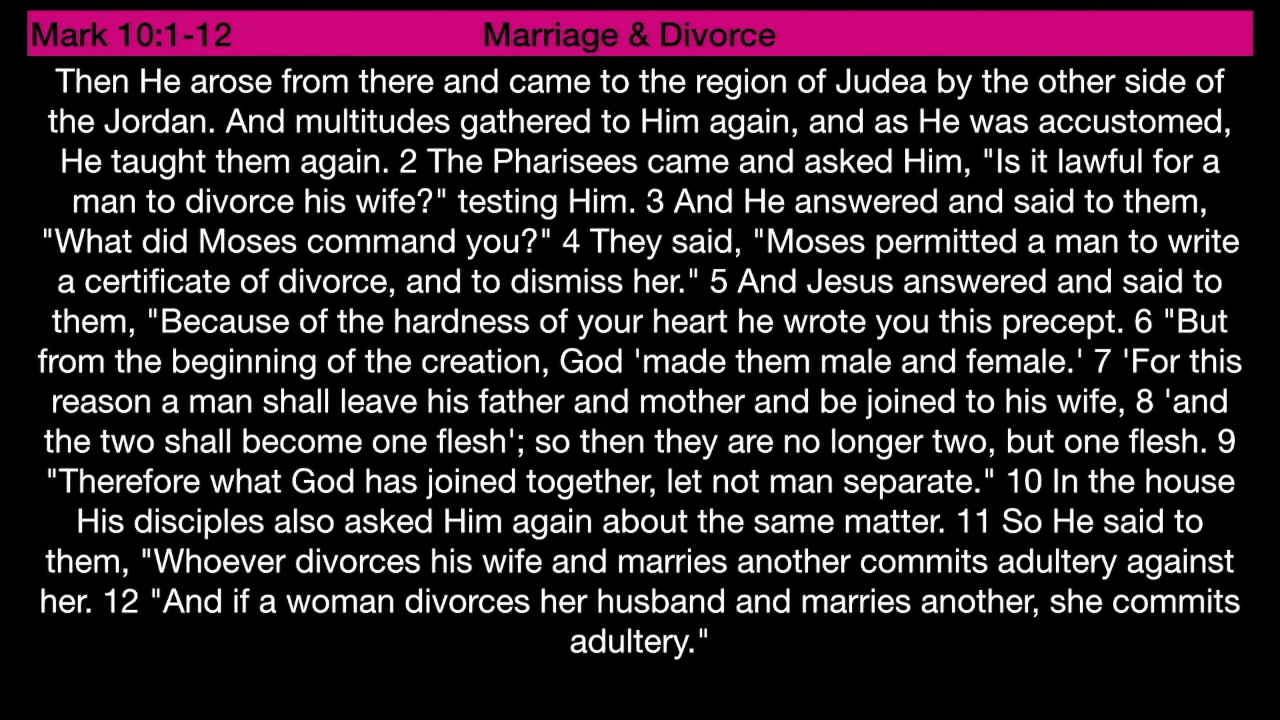 Mark 10:1-12 Marriage & Divorce
Then He arose from there and came to the region of Judea by the other side of
the Jordan. And multitudes gathered to Him again, and as He was accustomed,
He taught them again. 2 The Pharisees came and asked Him, "Is it lawful for a
man to divorce his wife?" testing Him. 3 And He answered and said to them,
"What did Moses command you?" 4 They said, "Moses permitted a man to write
a certificate of divorce, and to dismiss her." 5 And Jesus answered and said to
them, "Because of the hardness of your heart he wrote you this precept. 6 "But
from the beginning of the creation, God 'made them male and female.' 7 'For this
reason a man shall leave his father and mother and be joined to his wife, 8 'and
the two shall become one flesh'; so then they are no longer two, but one flesh. 9
"Therefore what God has joined together, let not man separate." 10 In the house
His disciples also asked Him again about the same matter. 11 So He said to
them, "Whoever divorces his wife and marries another commits adultery against
her. 12 "And if a woman divorces her husband and marries another, she commits
adultery."